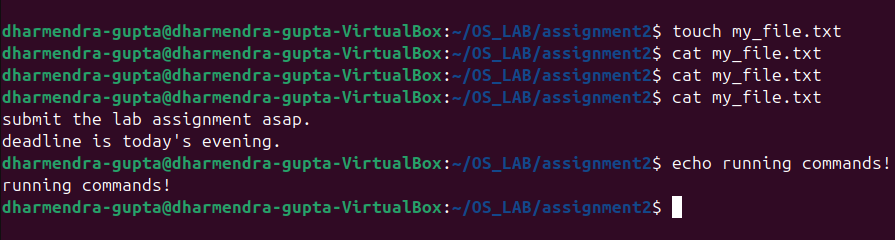 dharmendra-gupta@dharmendra-gupta-VirtualBox:~/OS_LAB/assignment2$ touch my_file.txt
dharmendra-gupta@dharmendra-gupta-VirtualBox:~/OS_LAB/assignment2$ cat my_file.txt
dharmendra-gupta@dharmendra-gupta-VirtualBox:~/OS_LAB/assignment2$ cat my_file.txt
dharmendra-gupta@dharmendra-gupta-VirtualBox:~/OS_LAB/assignment2$ cat my_file.txt
submit the lab assignment asap.
deadline is today's evening.
dharmendra-gupta@dharmendra-gupta-VirtualBox:~/OS_LAB/assignment2$ echo running commands!
running commands!
dharmendra-gupta@dharmendra-gupta-VirtualBox:~/OS_LAB/assignment2$